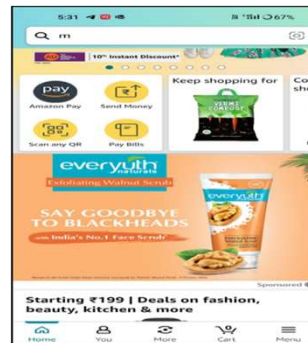 5:31
67%
m
10% Instant Discount*
pay
Amazon Pay
Send Money
Scan any QR
Pay Bills
Keep shopping for
VERMI
COMPOST
Co
sho
everyuth
naturals
Exfoliating Walnut Scrub
SAY GOODBYE
TO BLACKHEADS
with India's No.1 Face Scrub*
everyuth
Sponsored
Starting ₹199 | Deals on fashion,
beauty, kitchen & more
Home
You
More
Cart
Menu